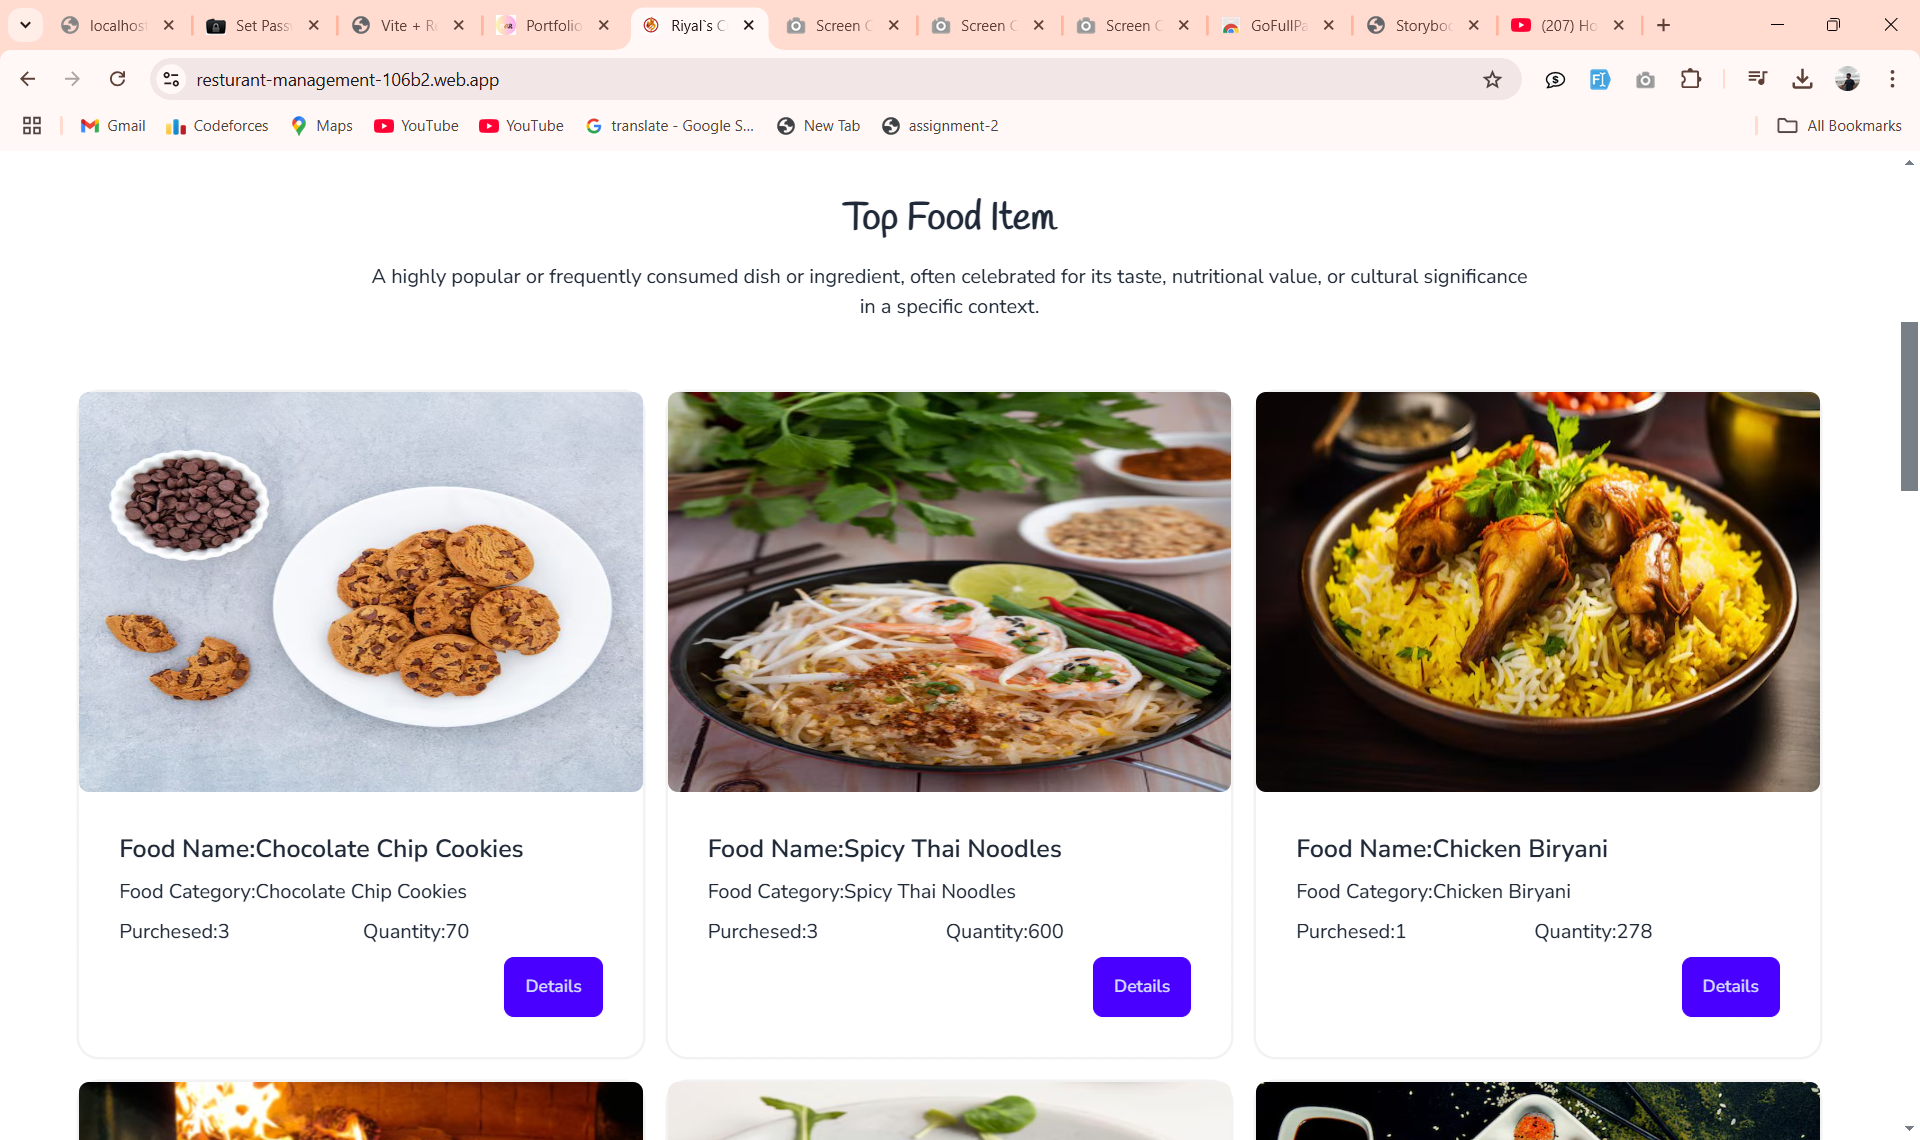 localhost
Set Pass
Vite + Re
Portfolio
Riyal`s C
Screen C
Screen C
Screen C
GoFullPa
Storyboo
(207) Ho
resturant-management-106b2.web.app
Gmail
Codeforces
Maps
YouTube
YouTube
translate - Google S...
New Tab
assignment-2
All Bookmarks
Top Food Item
A highly popular or frequently consumed dish or ingredient, often celebrated for its taste, nutritional value, or cultural significance
in a specific context.
Food Name:Chocolate Chip Cookies
Food Category:Chocolate Chip Cookies
Purchesed:3 Quantity:70
Details
Food Name:Spicy Thai Noodles
Food Category:Spicy Thai Noodles
Purchesed:3 Quantity:600
Details
Food Name:Chicken Biryani
Food Category:Chicken Biryani
Purchesed:1 Quantity:278
Details